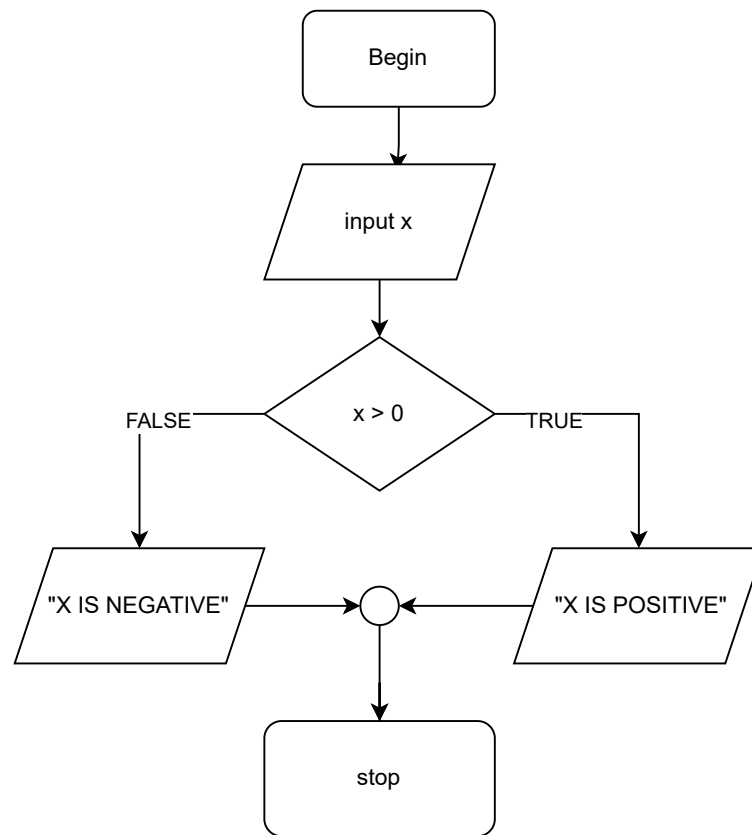 Begin
input x
x > 0
FALSE
TRUE
"X IS NEGATIVE"
"X IS POSITIVE"
stop